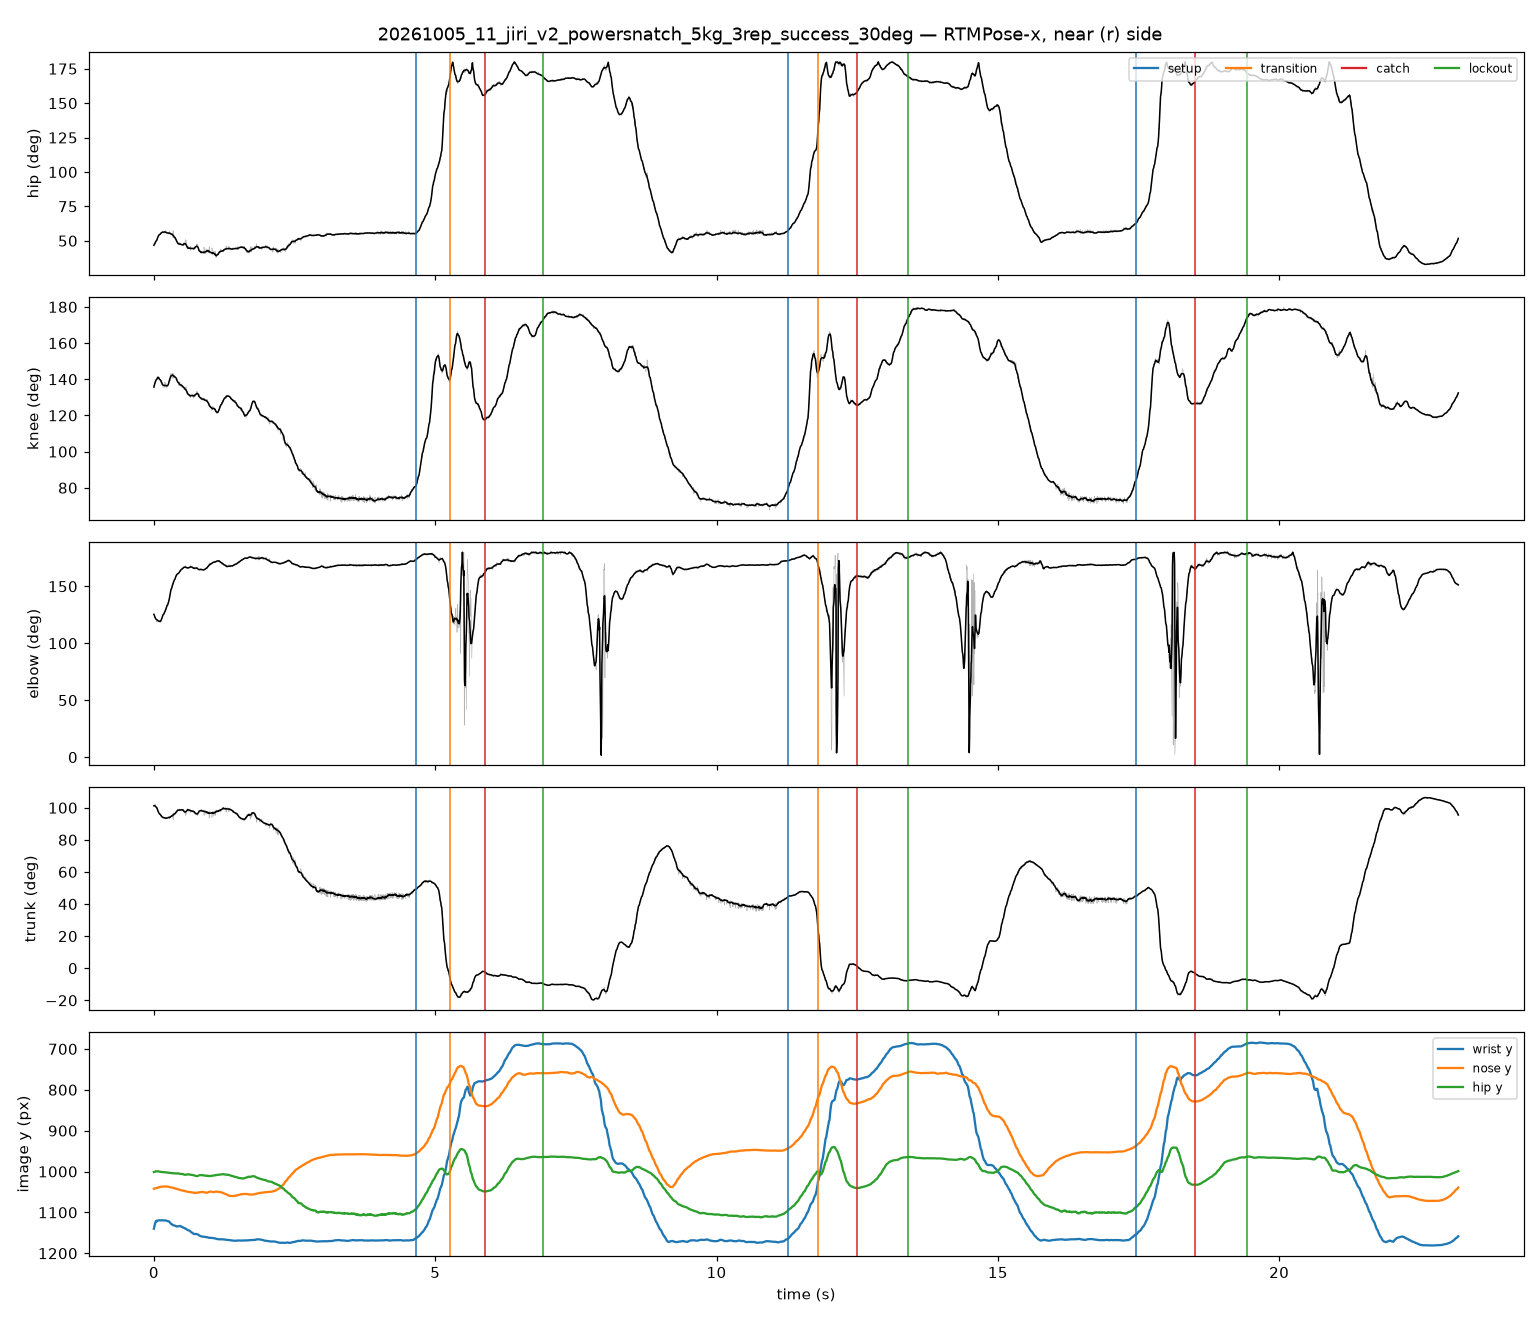 20261005_11_jiri_v2_powersnatch_5kg_3rep_success_30deg — RTMPose-x, near (r) side
setup transition catch lockout
hip (deg)
175
150
125
100
75
50
knee (deg)
180
160
140
120
100
80
elbow (deg)
150
100
50
0
trunk (deg)
100
80
60
40
20
0
−20
image y (px)
700
800
900
1000
1100
1200
wrist y
nose y
hip y
0 5 10 15 20
time (s)